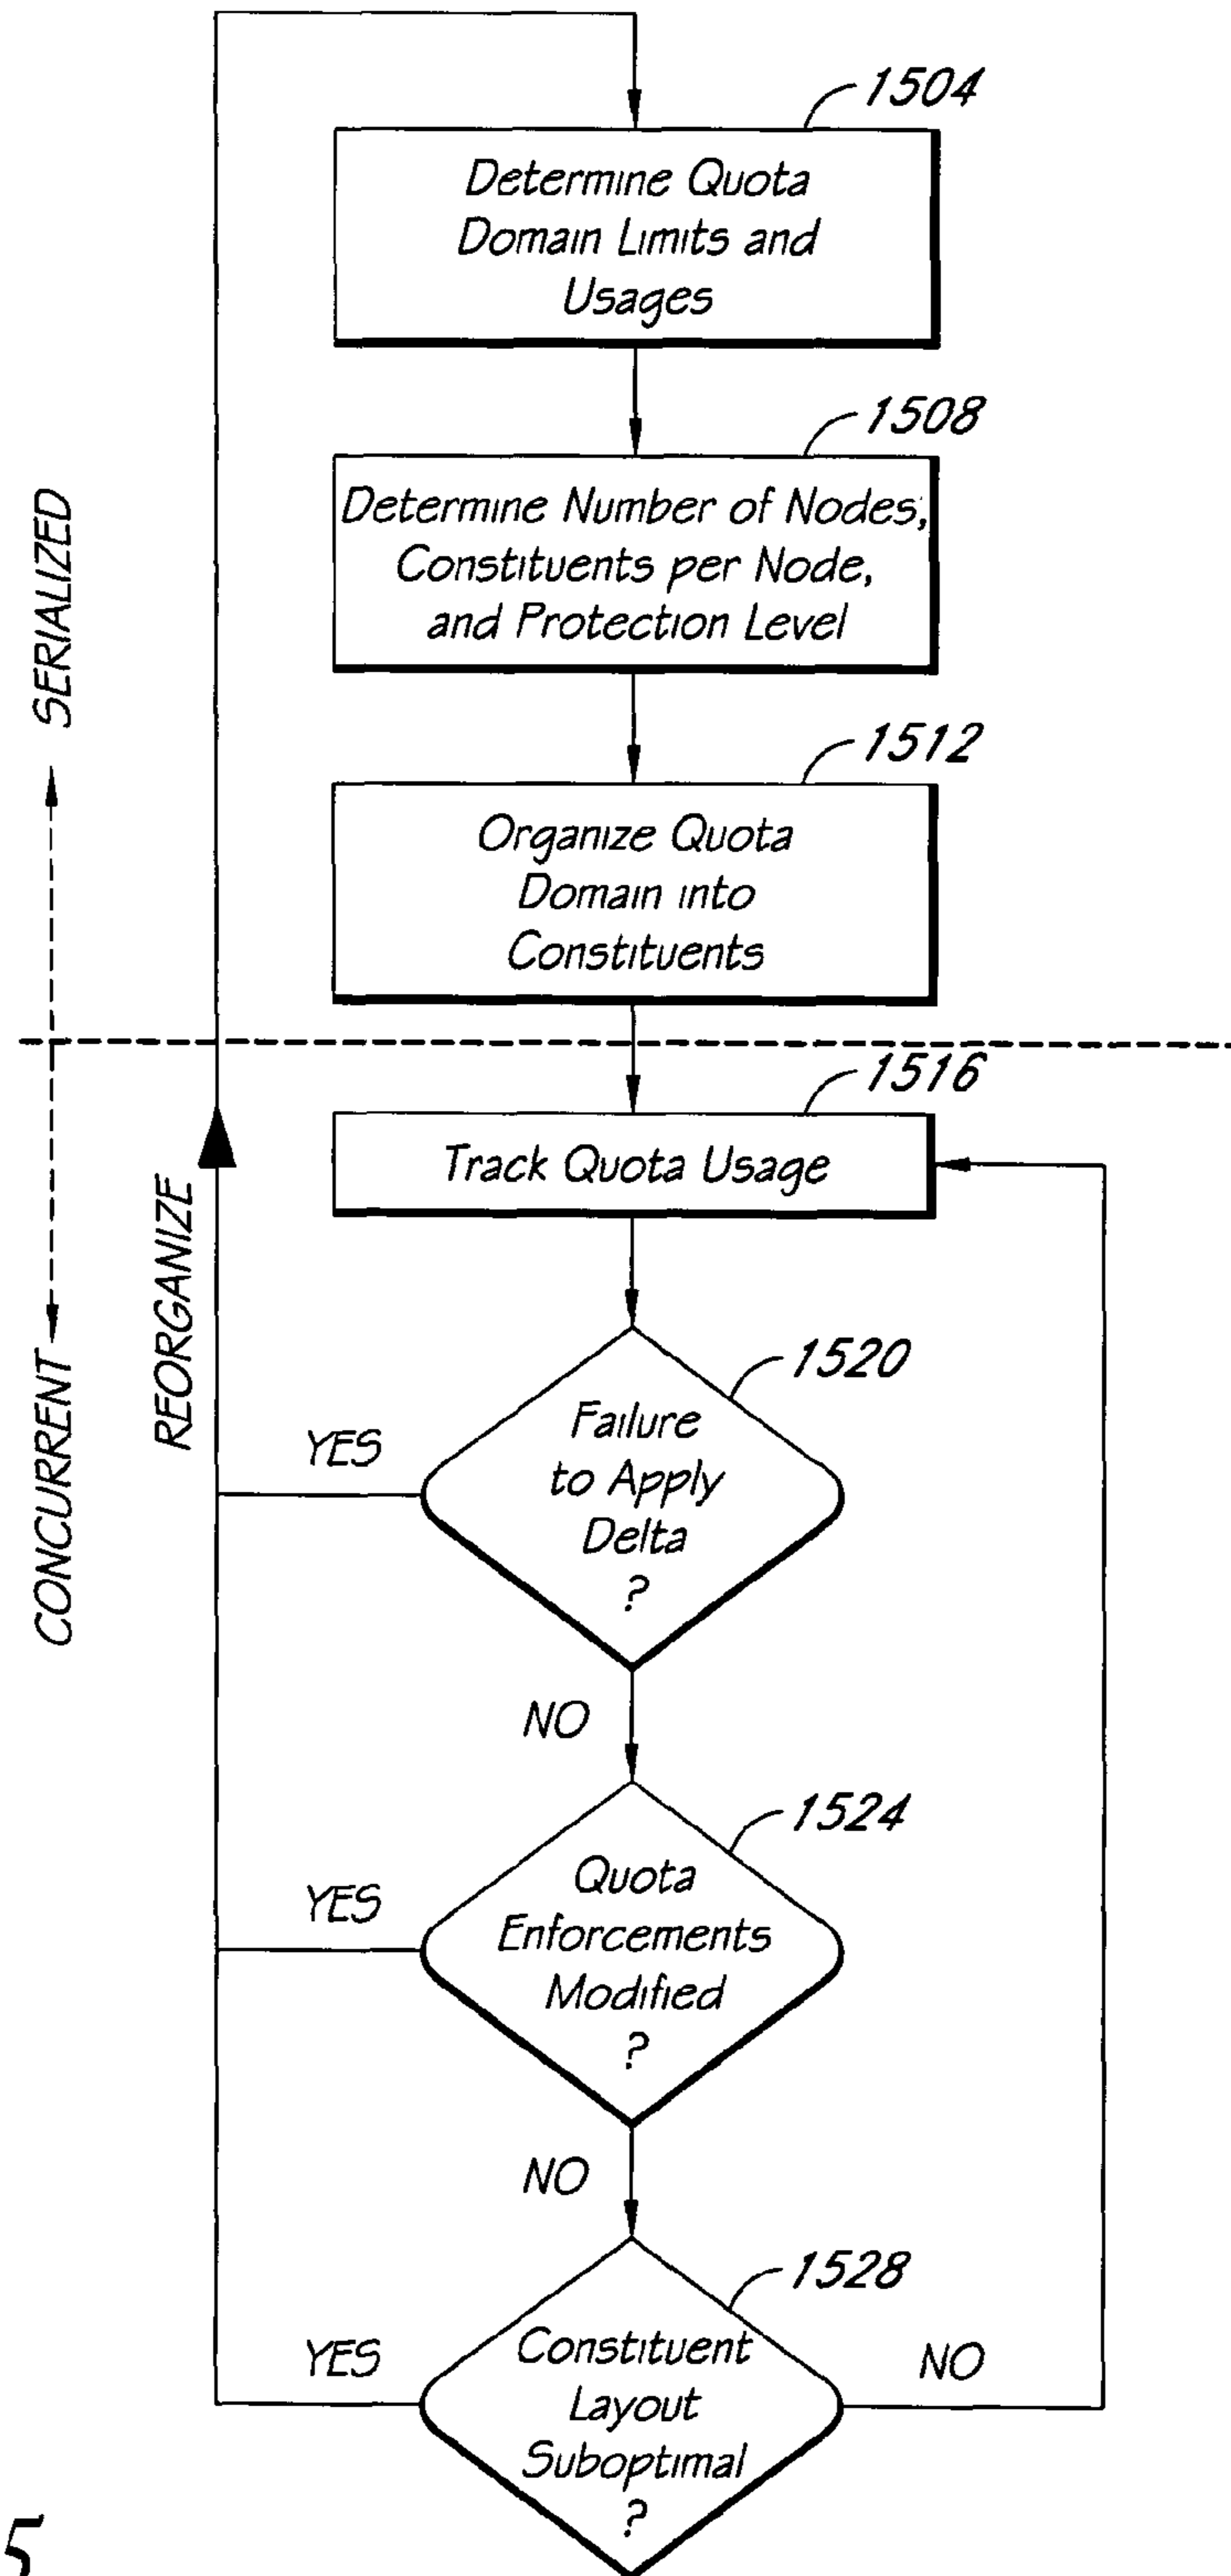 1504
Determine Quota
Domain Limits and
Usages
1508
Determine Number of Nodes,
Constituents per Node,
and Protection Level
SERIALIZED
1512
Organize Quota
Domain into
Constituents
1516
Track Quota Usage
REORGANIZE
CONCURRENT
1520
Failure
to Apply
Delta
?
YES
NO
1524
Quota
Enforcements
Modified
?
YES
NO
1528
Constituent
Layout
Suboptimal
?
YES
NO
5